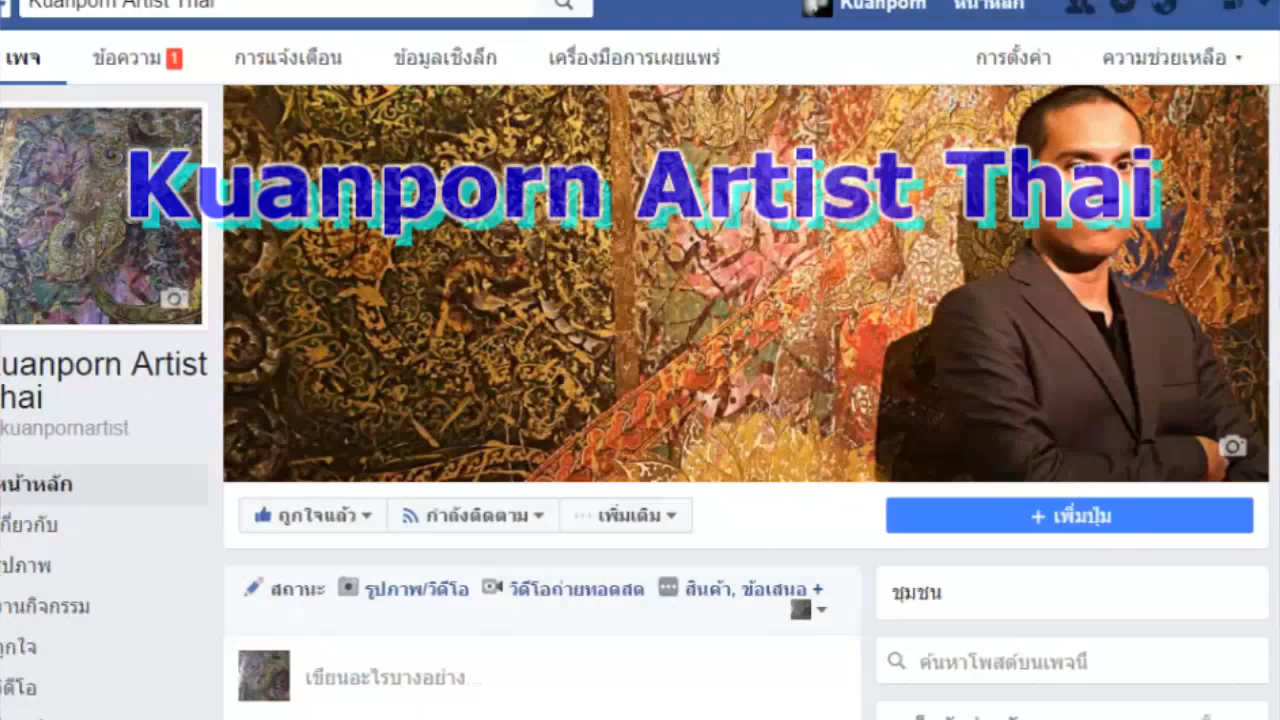 Kuanporn Artist Thai
Kuanporn หน้าหลัก
เพจ ข้อความ 1 การแจ้งเตือน ข้อมูลเชิงลึก เครื่องมือการเผยแพร่ การตั้งค่า ความช่วยเหลือ
Kuanporn Artist Thai
uanporn Artist
hai
kuanpornartist
หน้าหลัก
กี่ยวกับ
ูปภาพ
านกิจกรรม
ูกใจ
ิดีโอ
ถูกใจแล้ว กำลังติดตาม ··· เพิ่มเติม
+ เพิ่มปุ่ม
สถานะ รูปภาพ/วิดีโอ วิดีโอถ่ายทอดสด สินค้า, ข้อเสนอ +
เขียนอะไรบางอย่าง...
ชุมชน
ค้นหาโพสต์บนเพจนี้